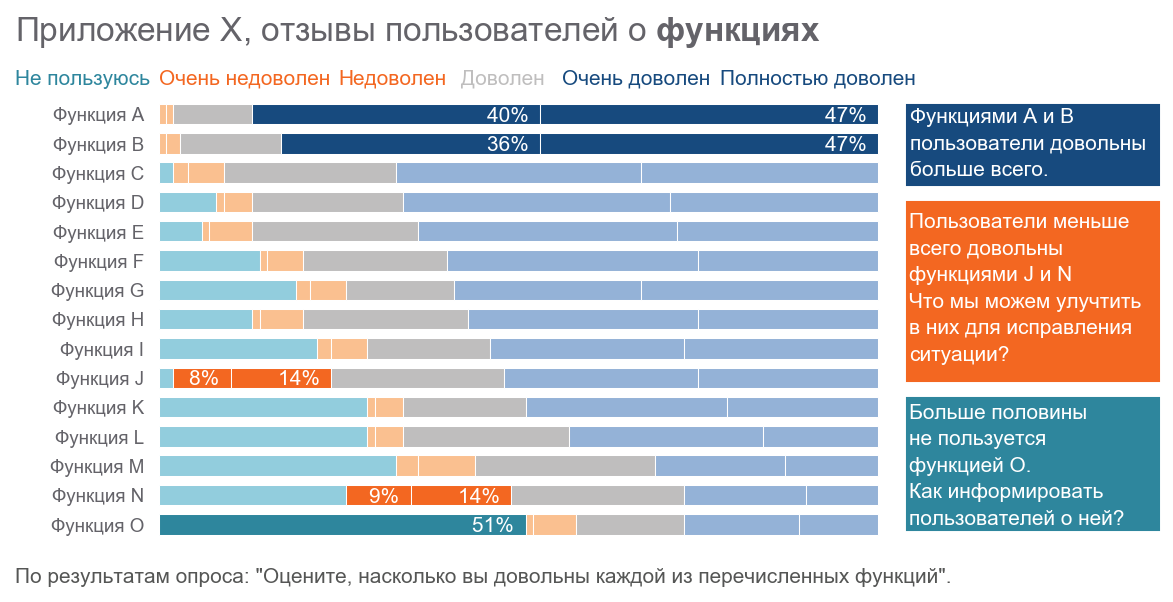 Приложение X, отзывы пользователей о функциях
Не пользуюсь Очень недоволен Недоволен Доволен Очень доволен Полностью доволен
Функция A 40% 47%
Функция B 36% 47%
Функция C
Функция D
Функция E
Функция F
Функция G
Функция H
Функция I
Функция J 8% 14%
Функция K
Функция L
Функция M
Функция N 9% 14%
Функция O 51%
Функциями A и B
пользователи довольны
больше всего.
Пользователи меньше
всего довольны
функциями J и N
Что мы можем улучтить
в них для исправления
ситуации?
Больше половины
не пользуется
функцией O.
Как информировать
пользователей о ней?
По результатам опроса: "Оцените, насколько вы довольны каждой из перечисленных функций".